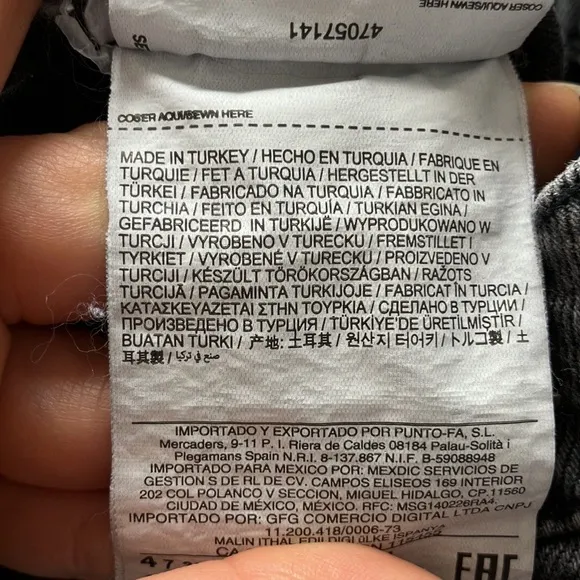 COSER AQUI/SEWN HERE
47057141
COSER AQUI/SEWN HERE
MADE IN TURKEY / HECHO EN TURQUIA / FABRIQUE EN
TURQUIE / FET A TURQUIA / HERGESTELLT IN DER
TÜRKEI / FABRICADO NA TURQUIA / FABBRICATO IN
TURCHIA / FEITO EN TURQUÍA / TURKIAN EGINA /
GEFABRICEERD IN TURKIJË / WYPRODUKOWANO W
TURCJI / VYROBENO V TURECKU / FREMSTILLET I
TYRKIET / VYROBENÉ V TURECKU / PROIZVEDENO V
TURCIJI / KÉSZÜLT TÖRÖKORSZÁGBAN / RAŽOTS
TURCIJĀ / PAGAMINTA TURKIJOJE / FABRICAT ÎN TURCIA /
ΚΑΤΑΣΚΕΥΑΖΕΤΑΙ ΣΤΗΝ ΤΟΥΡΚΙΑ / СДЕЛАНО В ТУРЦИИ /
ПРОИЗВЕДЕНО В ТУРЦИЯ / TÜRKİYE'DE ÜRETİLMİŞTİR /
BUATAN TURKI / 产地: 土耳其 / 원산지 터어키 / トルコ製 / 土
耳其製 / صنع في تركيا
IMPORTADO Y EXPORTADO POR PUNTO-FA, S.L.
Mercaders, 9-11 P. I. Riera de Caldes 08184 Palau-Solità i
Plegamans Spain N.R.I. 8-137.867 N.I.F. B-59088948
IMPORTADO PARA MÉXICO POR: MEXDIC SERVICIOS DE
GESTION S DE RL DE CV. CAMPOS ELISEOS 169 INTERIOR
202 COL POLANCO V SECCION, MIGUEL HIDALGO, CP.11560
CIUDAD DE MÉXICO, MÉXICO. RFC: MSG140226RA4.
IMPORTADO POR: GFG COMERCIO DIGITAL LTDA CNPJ
11.200.418/0006-73
MALIN ITHAL EDILDIGI ÜLKE ISPANYA
EAC